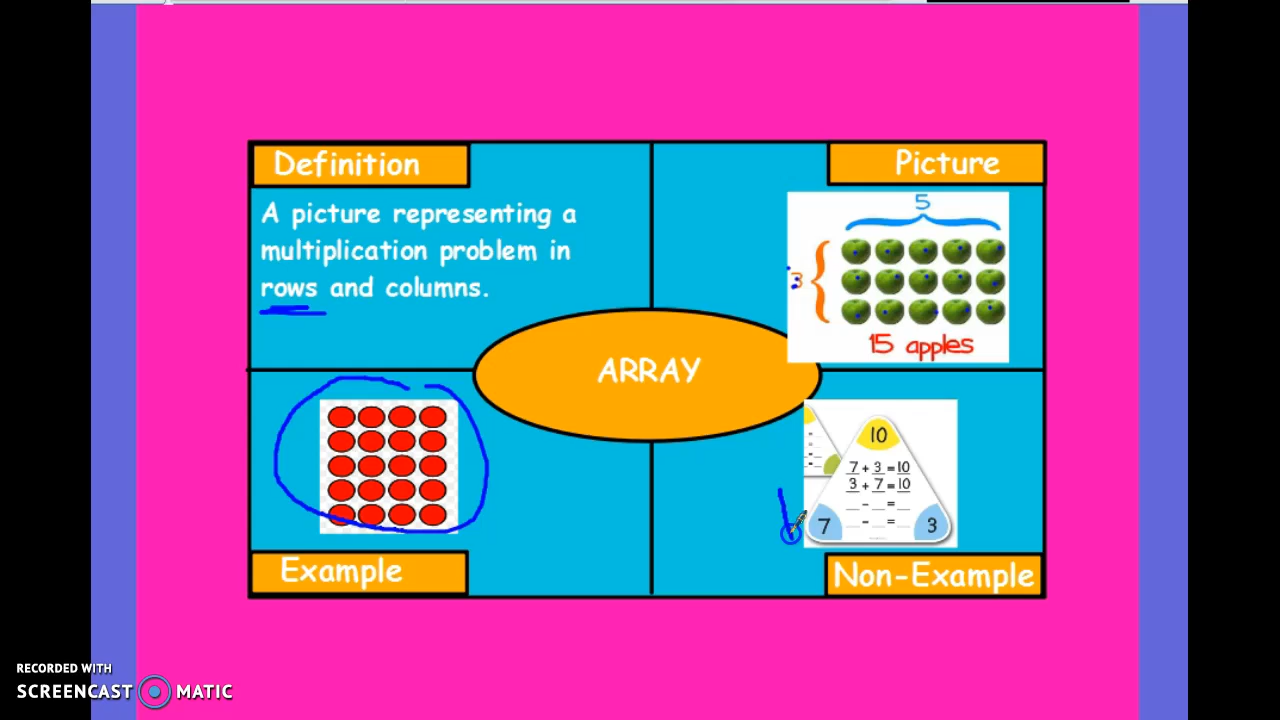 Definition
A picture representing a
multiplication problem in
rows and columns.
Picture
5
3
15 apples
ARRAY
Example
10
7 + 3 = 10
3 + 7 = 10
_ - _ = _
_ - _ = _
7
3
Non-Example
RECORDED WITH
SCREENCAST MATIC